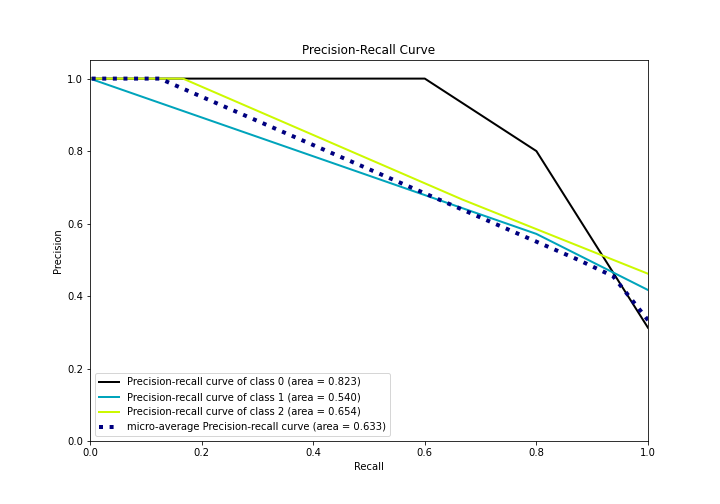 Precision-Recall Curve
1.0
0.8
0.6
0.4
0.2
0.0
Precision
Precision-recall curve of class 0 (area = 0.823)
Precision-recall curve of class 1 (area = 0.540)
Precision-recall curve of class 2 (area = 0.654)
micro-average Precision-recall curve (area = 0.633)
0.0 0.2 0.4 0.6 0.8 1.0
Recall